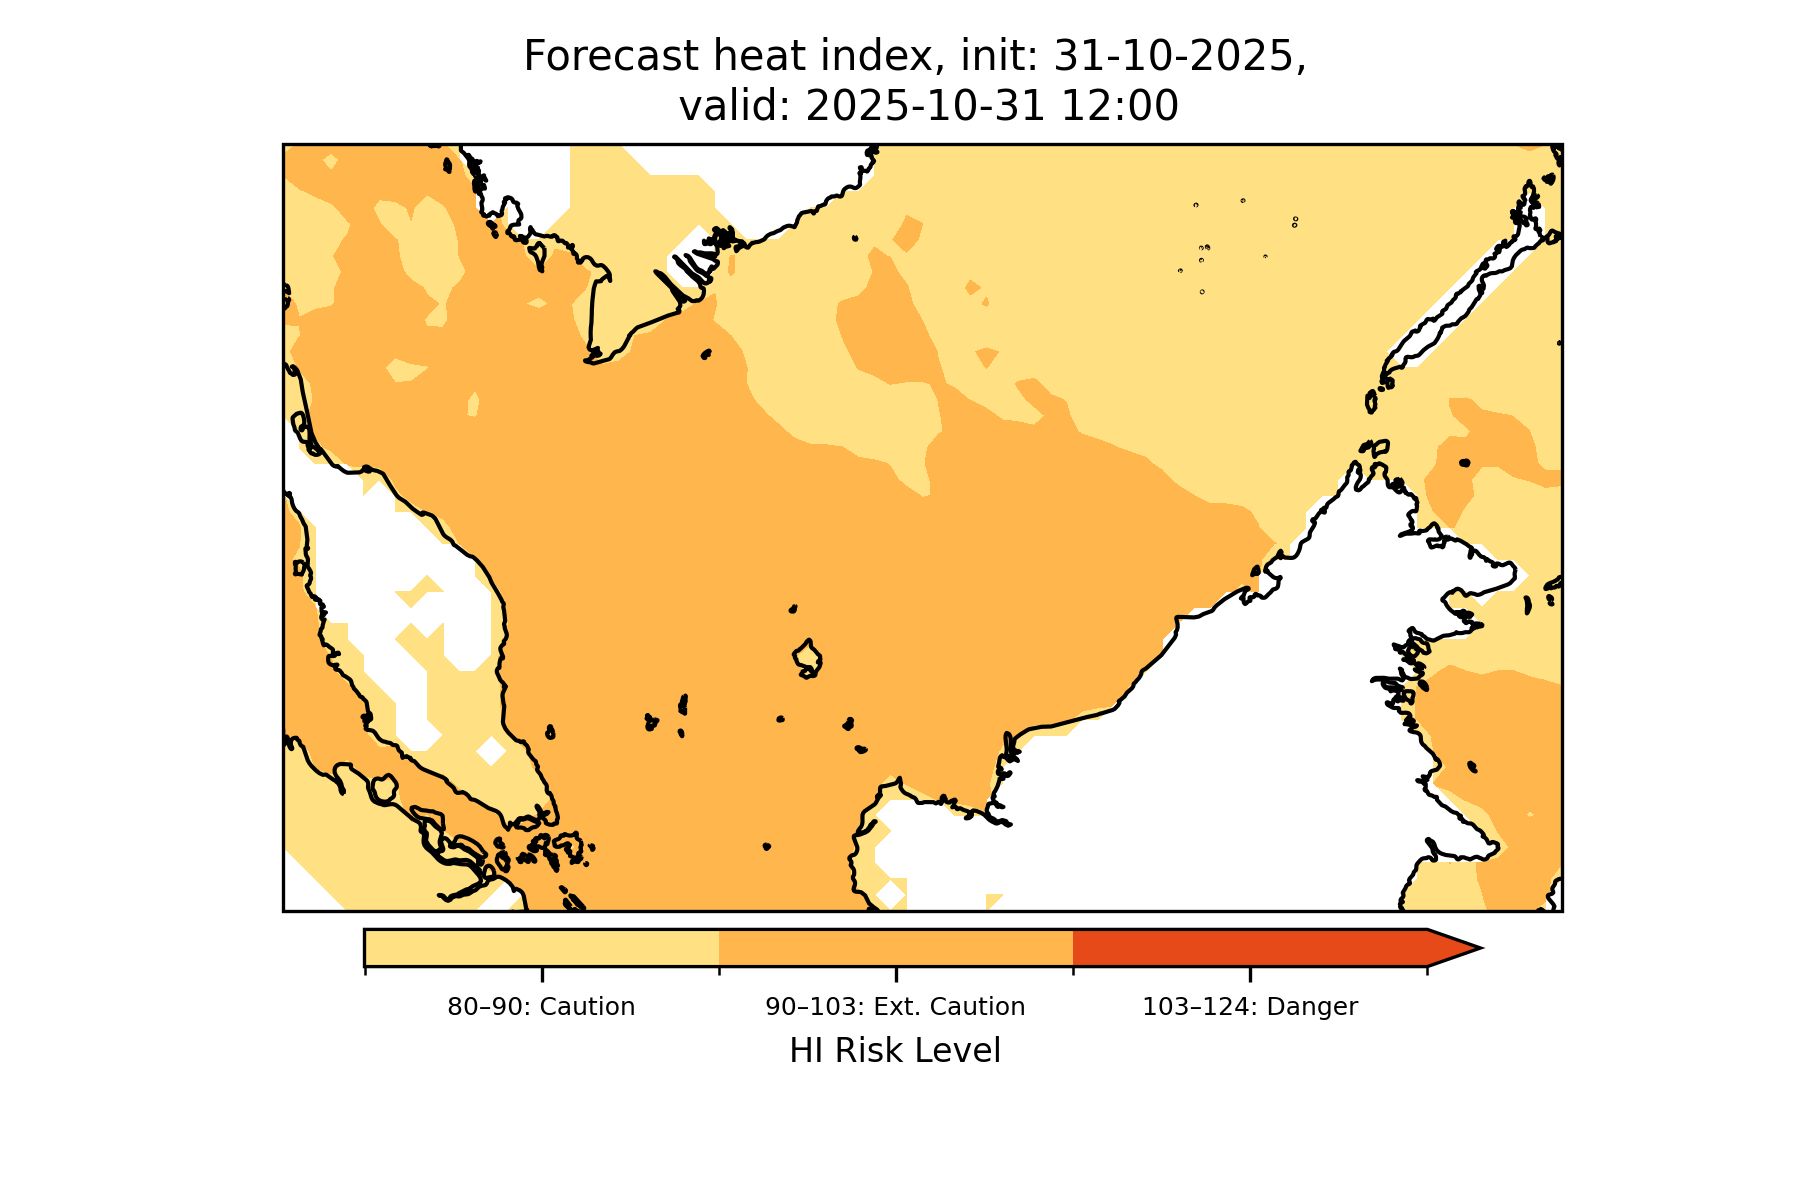 Forecast heat index, init: 31-10-2025,
valid: 2025-10-31 12:00
80–90: Caution
90–103: Ext. Caution
103–124: Danger
HI Risk Level